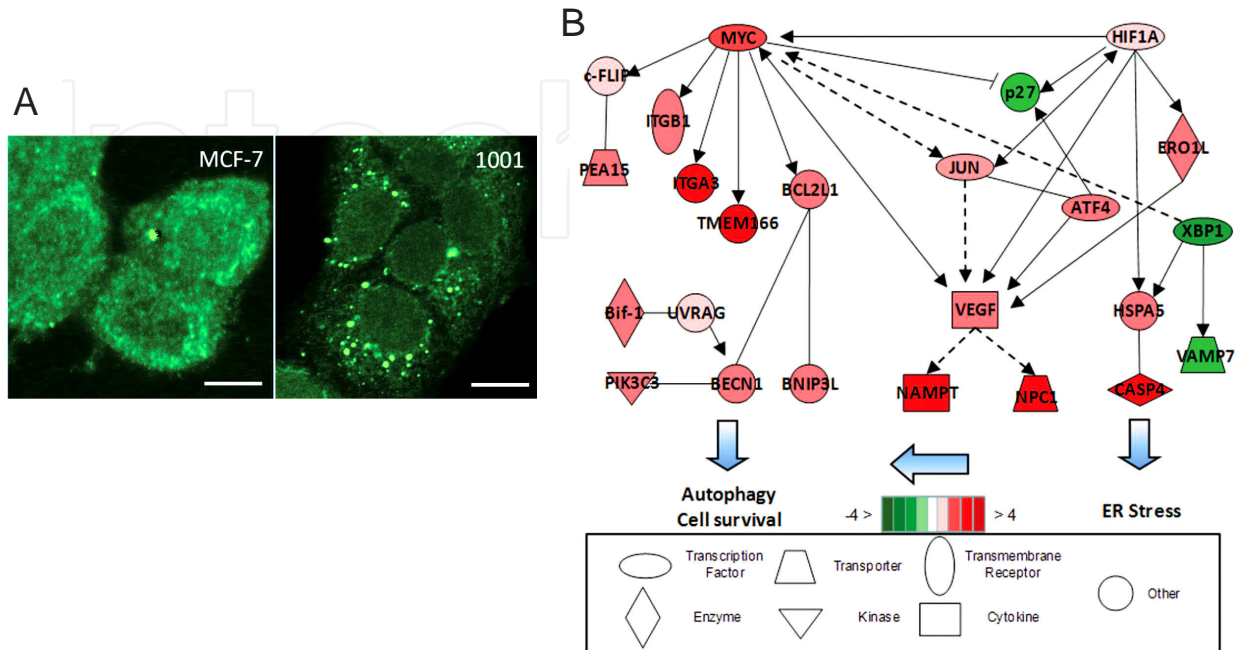 A
MCF-7
1001
B
MYC
HIF1A
c-FLIP
p27
ITGB1
ERO1L
PEA15
ITGA3
BCL2L1
JUN
TMEM166
ATF4
XBP1
Bif-1
UVRAG
VEGF
HSPA5
VAMP7
PIK3C3
BECN1
BNIP3L
NAMPT
NPC1
CASP4
Autophagy
Cell survival
-4 >
> 4
ER Stress
Transcription
Factor
Transporter
Transmembrane
Receptor
Enzyme
Kinase
Cytokine
Other